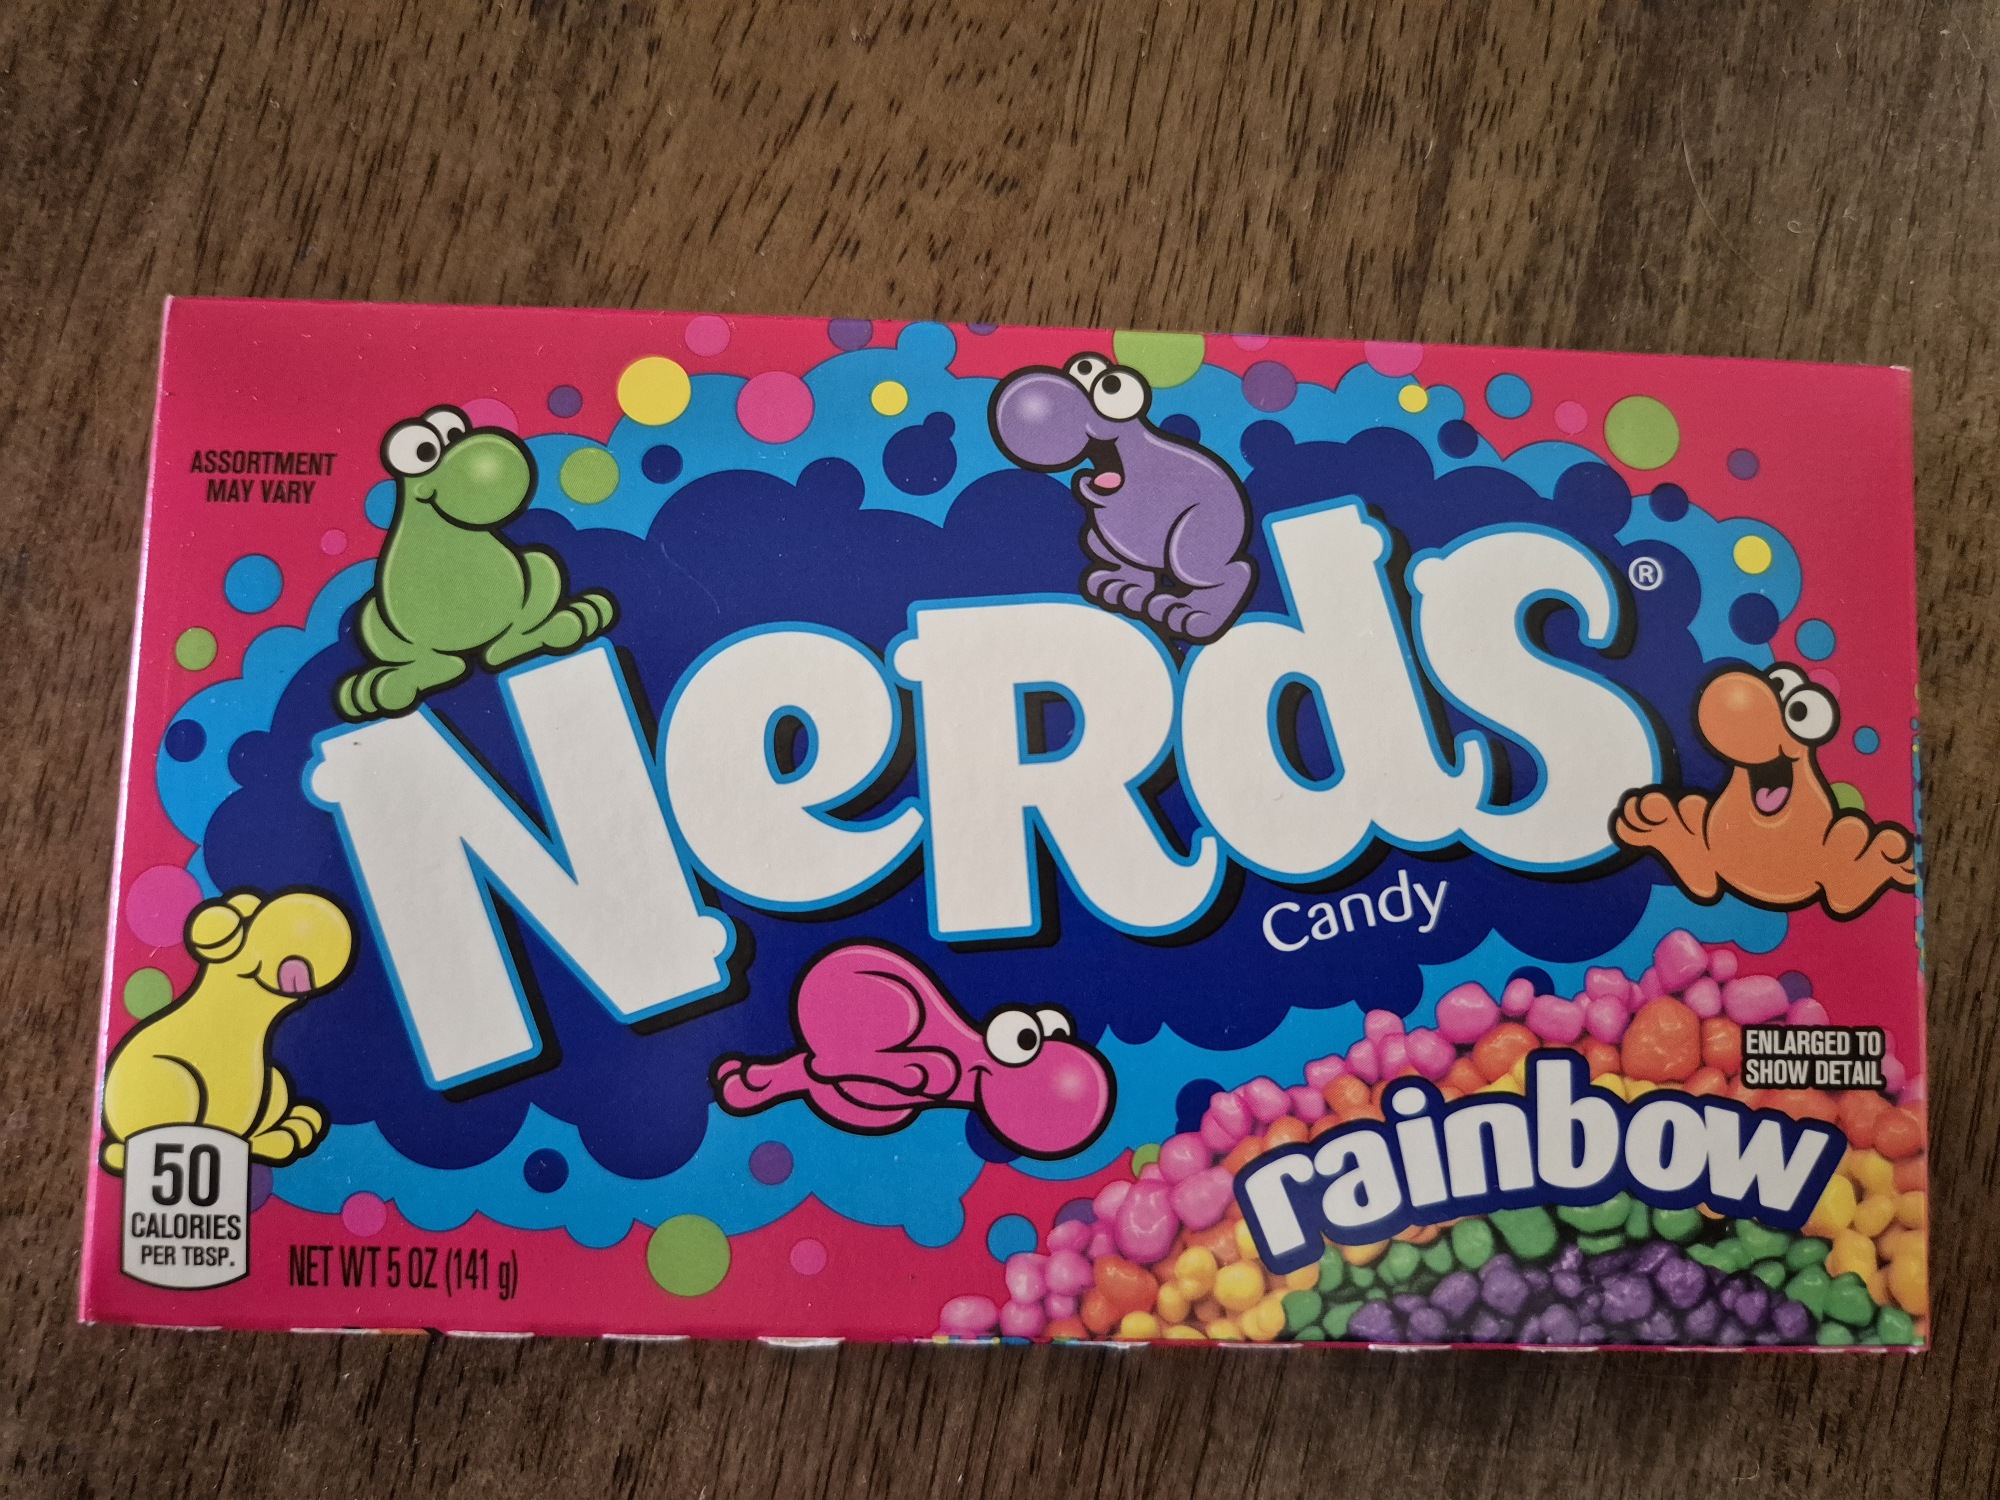 ASSORTMENT
MAY VARY
Nerds®
Candy
ENLARGED TO
SHOW DETAIL
rainbow
50
CALORIES
PER TBSP.
NET WT 5 OZ (141 g)